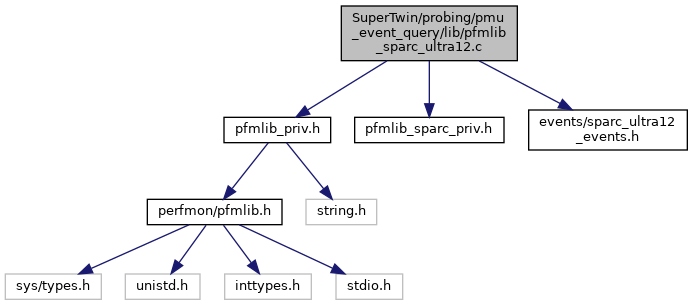 SuperTwin/probing/pmu
_event_query/lib/pfmlib
_sparc_ultra12.c
pfmlib_priv.h
pfmlib_sparc_priv.h
events/sparc_ultra12
_events.h
perfmon/pfmlib.h
string.h
sys/types.h
unistd.h
inttypes.h
stdio.h